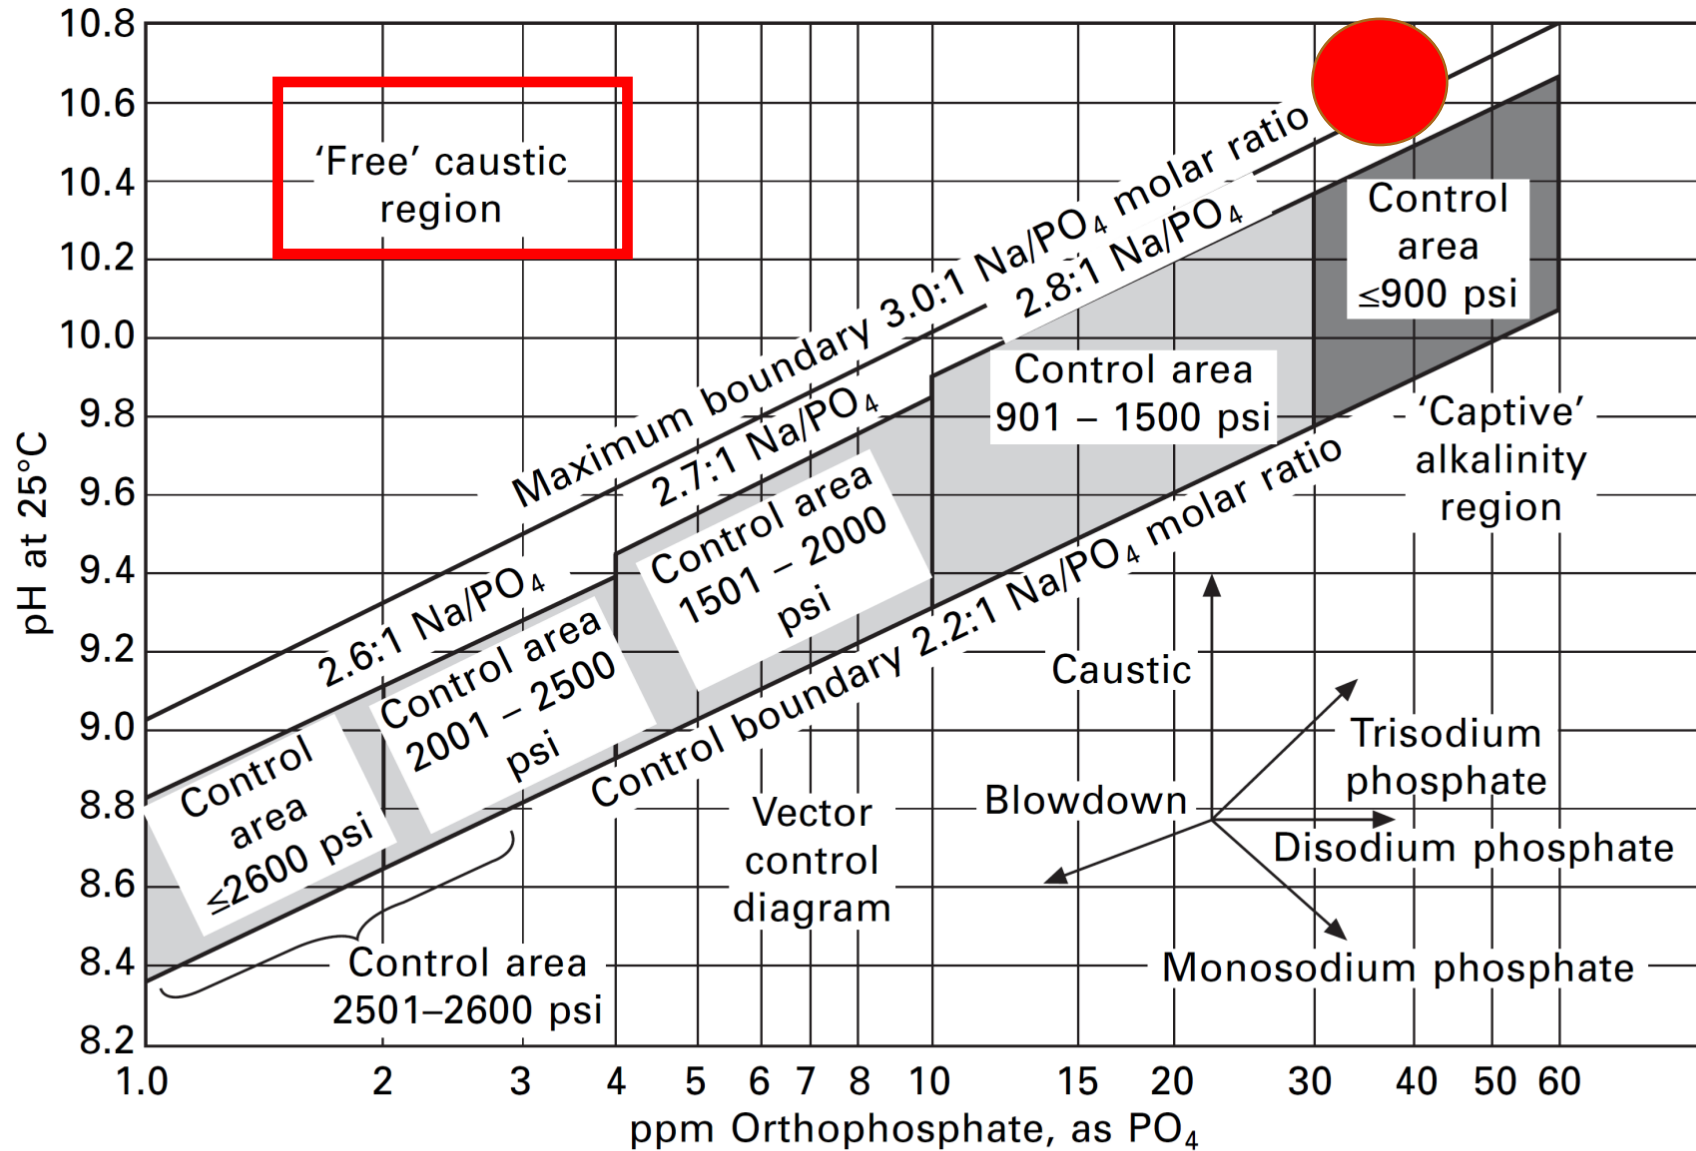 10.8
10.6
10.4
10.2
10.0
9.8
9.6
9.4
9.2
9.0
8.8
8.6
8.4
8.2
pH at 25°C
'Free' caustic
region
Maximum boundary 3.0:1 Na/PO₄ molar ratio
2.8:1 Na/PO₄
2.7:1 Na/PO₄
2.6:1 Na/PO₄
Control
area
≤900 psi
Control area
901 – 1500 psi
Control area
1501 – 2000
psi
Control area
2001 – 2500
psi
Control
area
≤2600 psi
Control boundary 2.2:1 Na/PO₄ molar ratio
'Captive'
alkalinity
region
Caustic
Trisodium
phosphate
Blowdown
Disodium phosphate
Monosodium phosphate
Vector
control
diagram
Control area
2501–2600 psi
1.0 2 3 4 5 6 7 8 10 15 20 30 40 50 60
ppm Orthophosphate, as PO₄